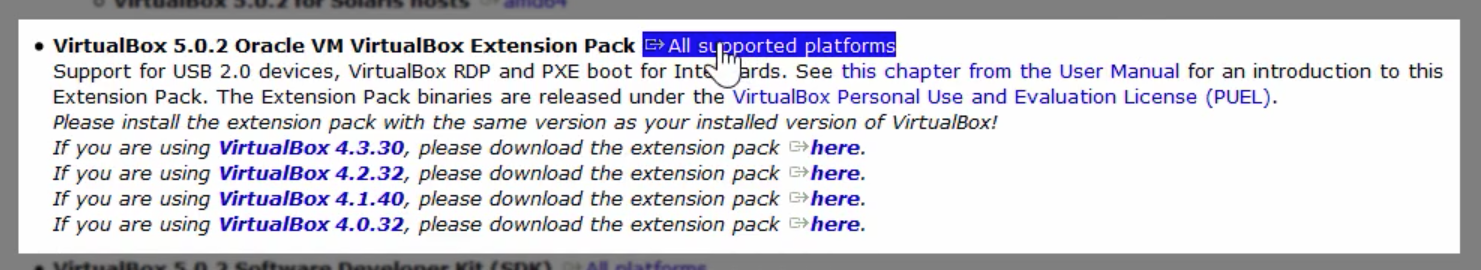 VirtualBox 5.0.2 for Solaris hosts amd64
• VirtualBox 5.0.2 Oracle VM VirtualBox Extension Pack All supported platforms
Support for USB 2.0 devices, VirtualBox RDP and PXE boot for Intel cards. See this chapter from the User Manual for an introduction to this
Extension Pack. The Extension Pack binaries are released under the VirtualBox Personal Use and Evaluation License (PUEL).
Please install the extension pack with the same version as your installed version of VirtualBox!
If you are using VirtualBox 4.3.30, please download the extension pack here.
If you are using VirtualBox 4.2.32, please download the extension pack here.
If you are using VirtualBox 4.1.40, please download the extension pack here.
If you are using VirtualBox 4.0.32, please download the extension pack here.
• VirtualBox 5.0.2 Software Developer Kit (SDK) All platforms